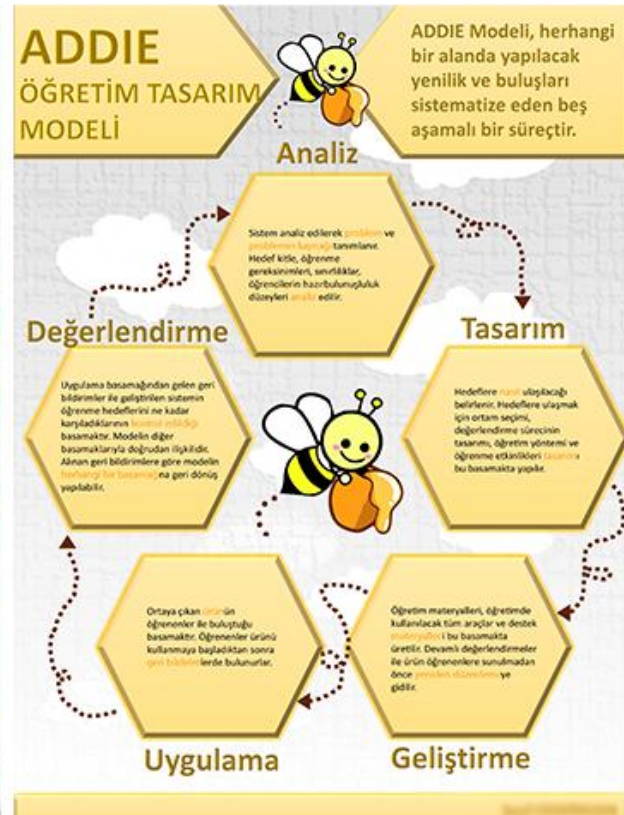 ADDIE
ÖĞRETİM TASARIM
MODELİ
ADDIE Modeli, herhangi
bir alanda yapılacak
yenilik ve buluşları
sistematize eden beş
aşamalı bir süreçtir.
Analiz
Sistem analiz edilerek problem ve
problemin kaynağı tanımlanır.
Hedef kitle, öğrenme
gereksinimleri, sınırlılıklar,
öğrencilerin hazırbulunuşluluk
düzeyleri analiz edilir.
Tasarım
Hedeflere nasıl ulaşılacağı
belirlenir. Hedeflere ulaşmak
için ortam seçimi,
değerlendirme sürecinin
tasarımı, öğretim yöntemi ve
öğrenme etkinlikleri tasarımı
bu basamakta yapılır.
Geliştirme
Öğretim materyalleri, öğretimde
kullanılacak tüm araçlar ve destek
materyalleri bu basamakta
üretilir. Devamlı değerlendirmeler
ile ürün öğrenenlere sunulmadan
önce yeniden düzenlemeye
gidilir.
Uygulama
Ortaya çıkan ürünün
öğrenenler ile buluştuğu
basamaktır. Öğrenenler ürünü
kullanmaya başladıktan sonra
geri bildirimlerde bulunurlar.
Değerlendirme
Uygulama basamağından gelen geri
bildirimler ile geliştirilen sistemin
öğrenme hedeflerini ne kadar
karşıladıklarının kontrol edildiği
basamaktır. Modelin diğer
basamaklarıyla doğrudan ilişkilidir.
Alınan geri bildirimlere göre modelin
herhangi bir basamağına geri dönüş
yapılabilir.